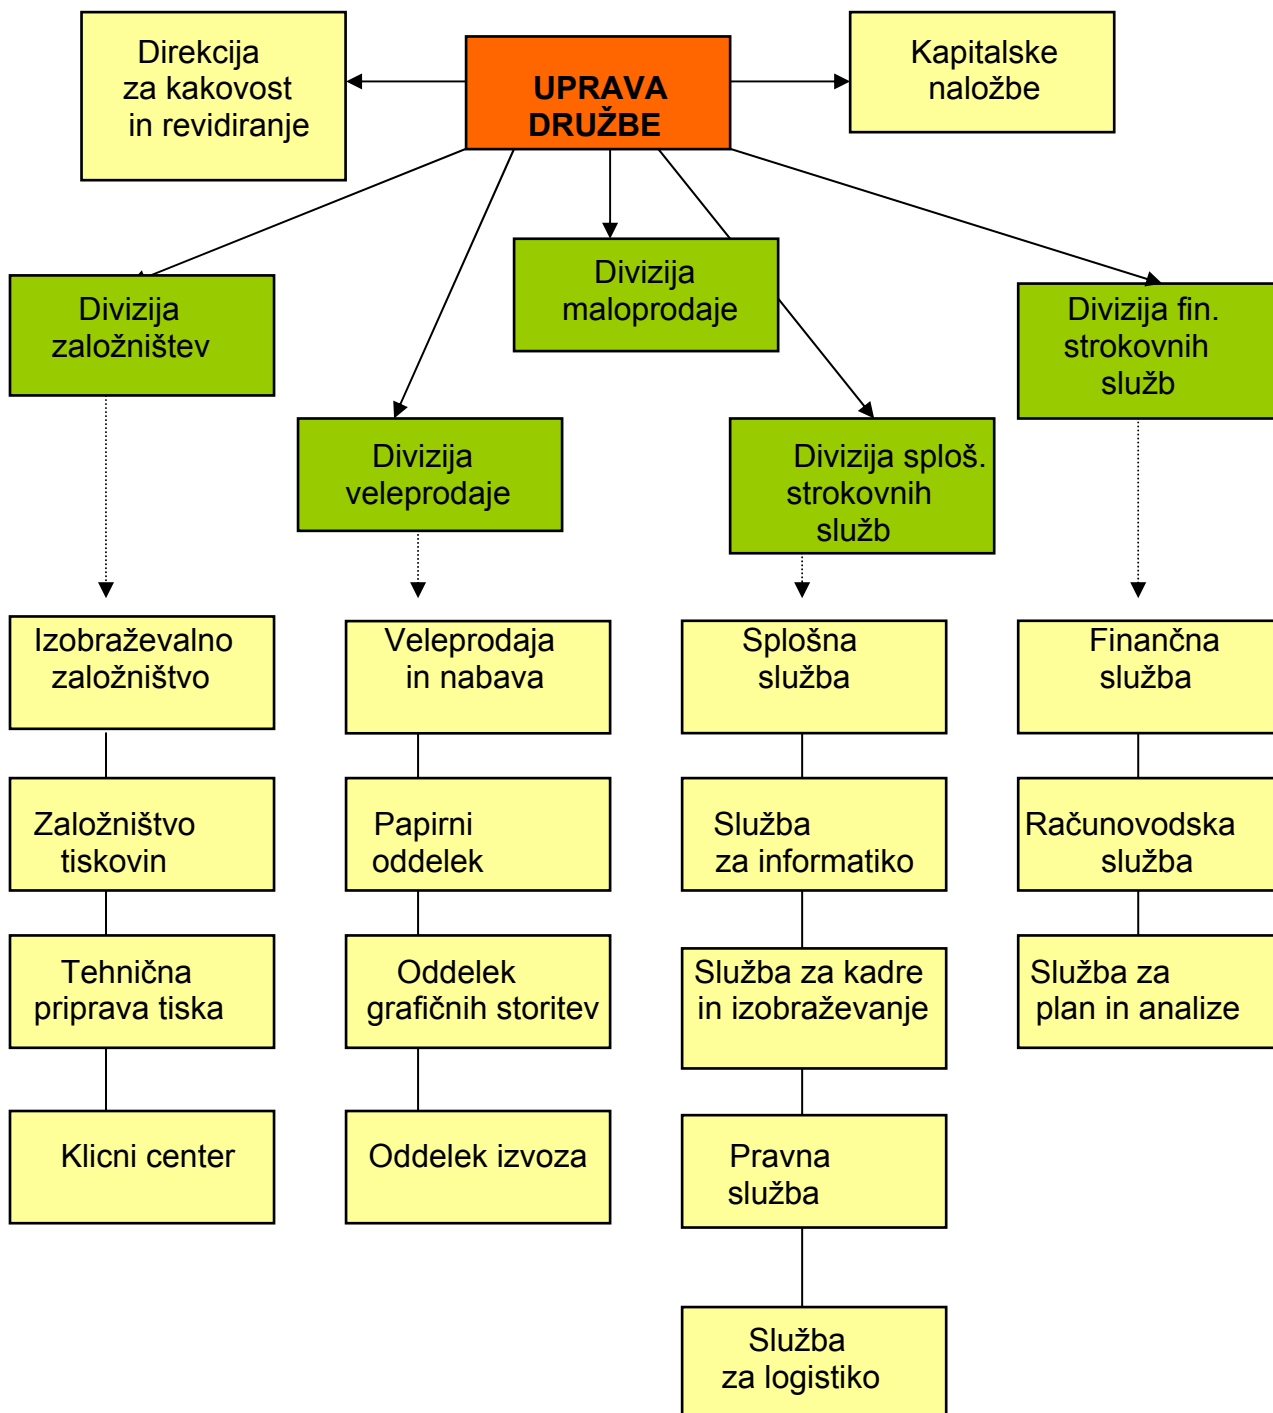 Direkcija
za kakovost
in revidiranje
UPRAVA
DRUŽBE
Kapitalske
naložbe
Divizija
založništev
Divizija
maloprodaje
Divizija fin.
strokovnih
služb
Divizija
veleprodaje
Divizija sploš.
strokovnih
služb
Izobraževalno
založništvo
Veleprodaja
in nabava
Splošna
služba
Finančna
služba
Založništvo
tiskovin
Papirni
oddelek
Služba
za informatiko
Računovodska
služba
Tehnična
priprava tiska
Oddelek
grafičnih storitev
Služba za kadre
in izobraževanje
Služba za
plan in analize
Klicni center
Oddelek izvoza
Pravna
služba
Služba
za logistiko